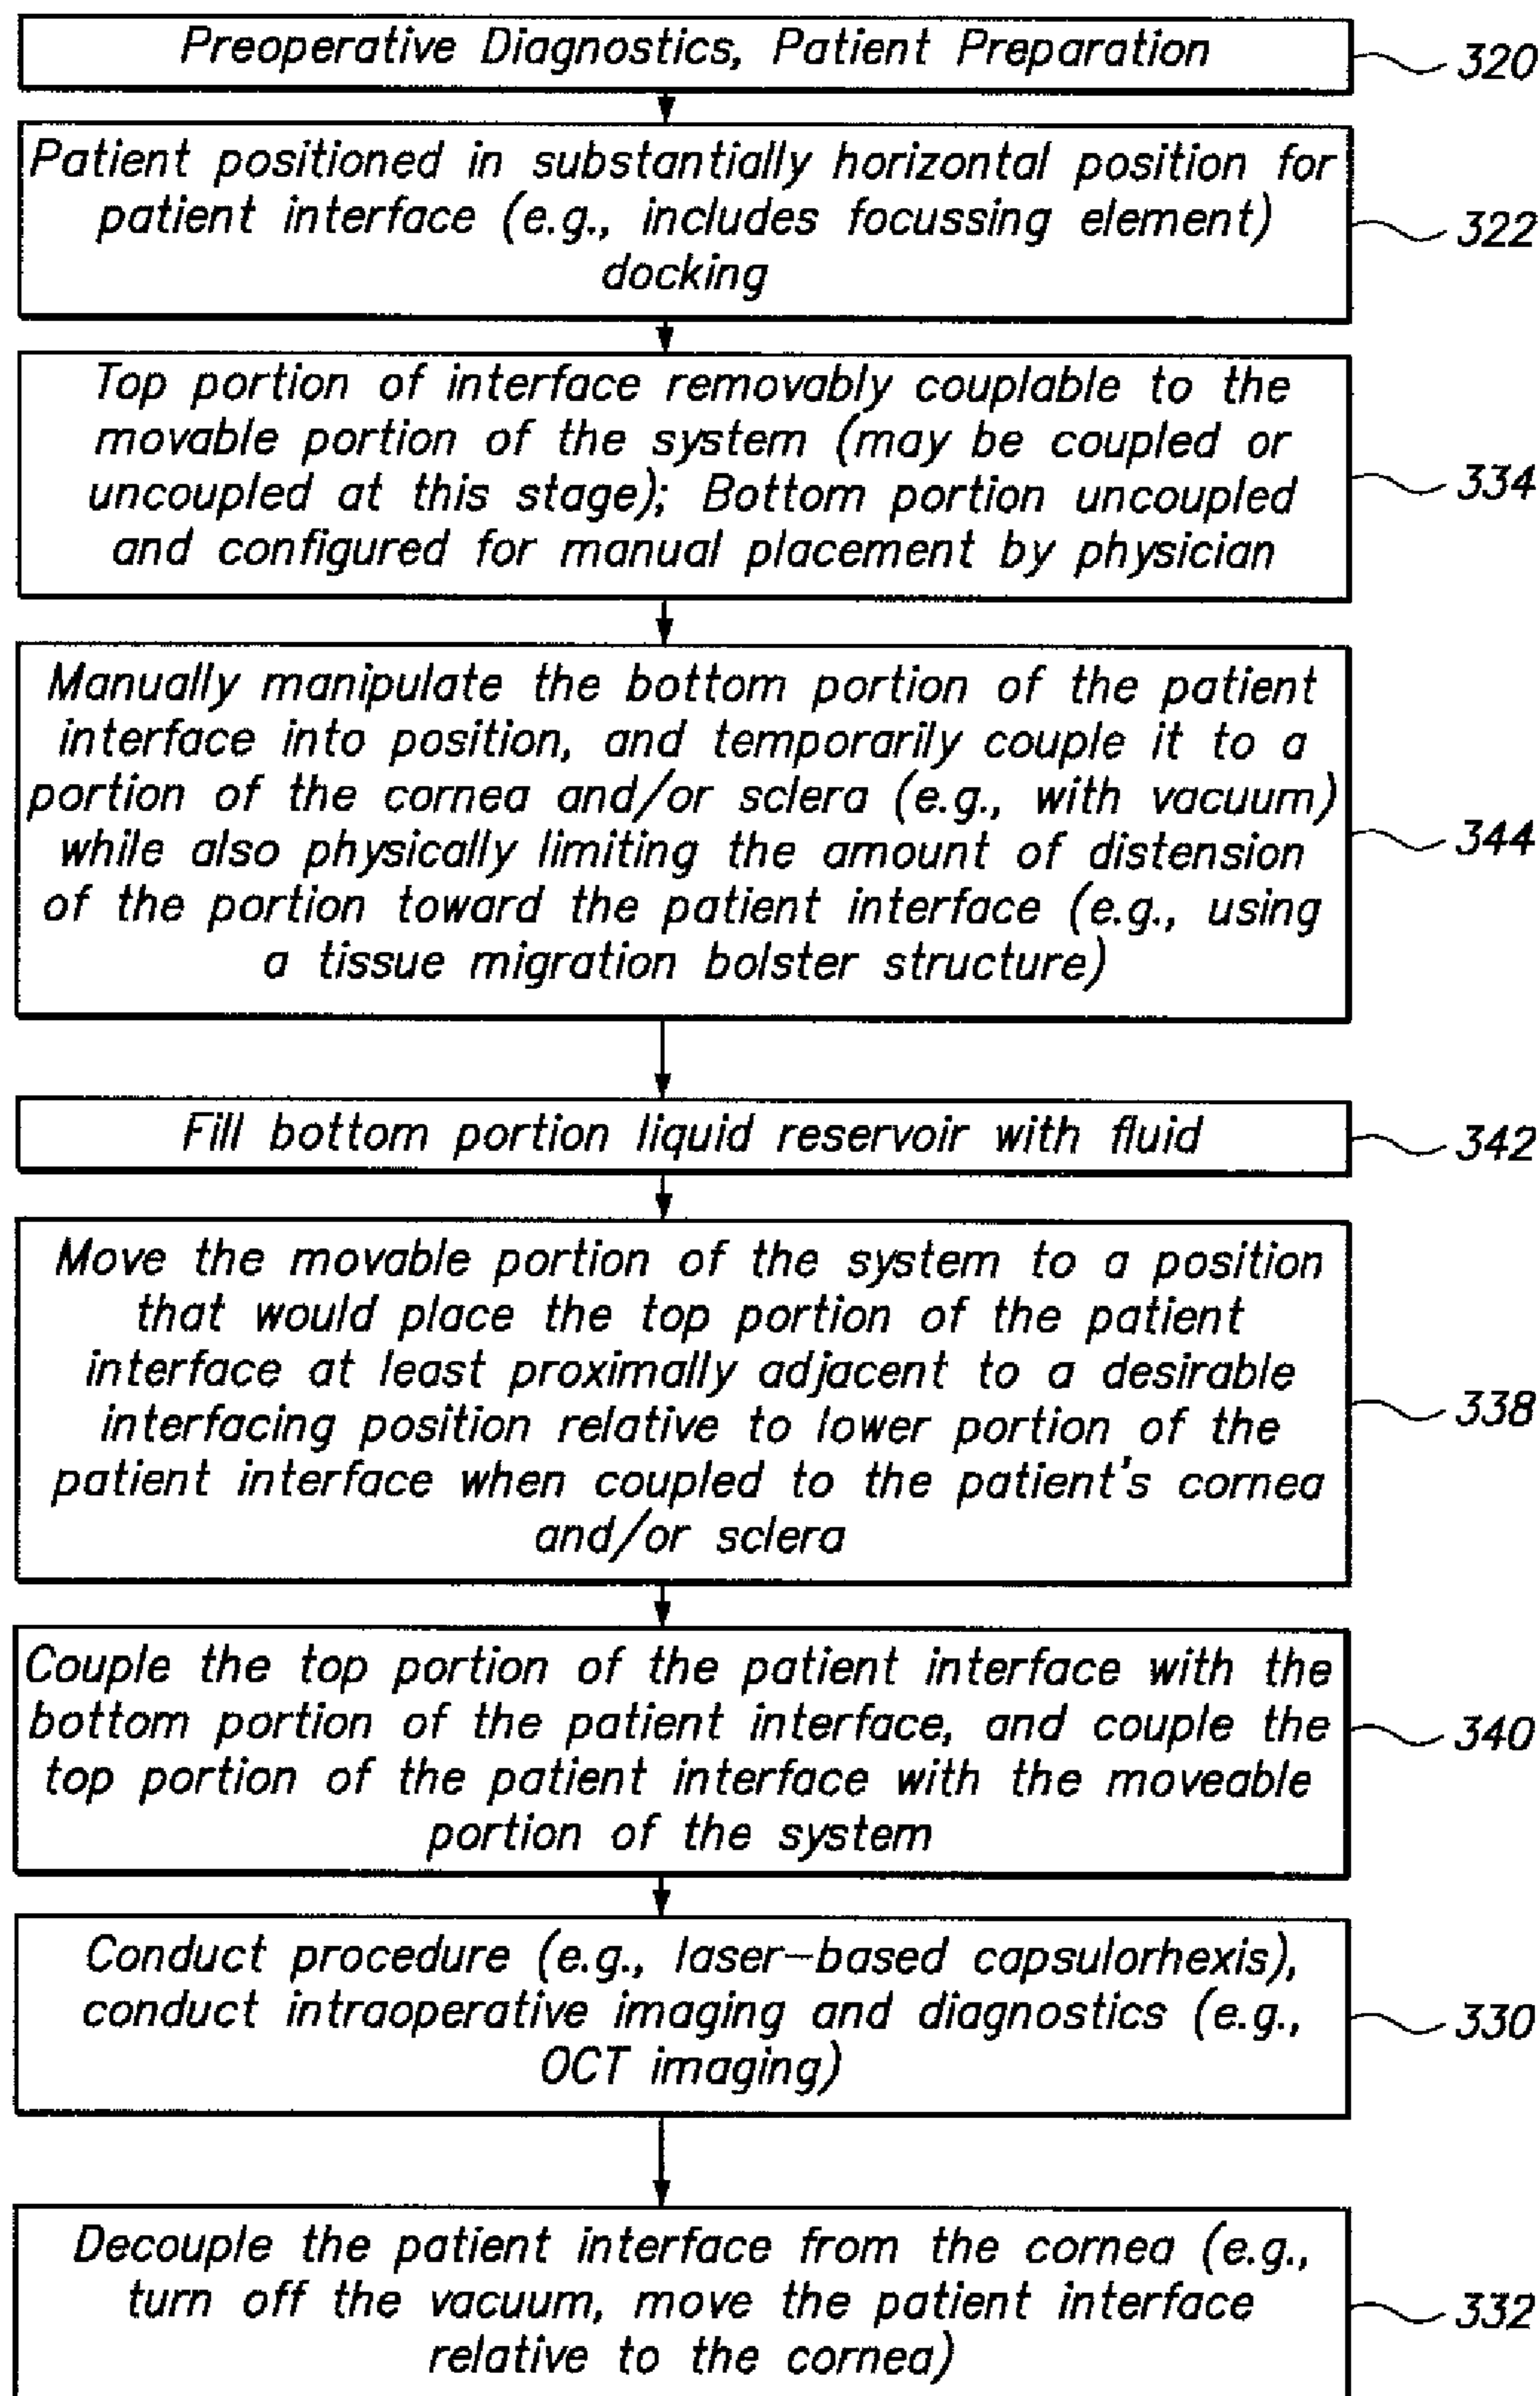 Preoperative Diagnostics, Patient Preparation
320
Patient positioned in substantially horizontal position for
patient interface (e.g., includes focussing element)
docking
322
Top portion of interface removably couplable to the
movable portion of the system (may be coupled or
uncoupled at this stage); Bottom portion uncoupled
and configured for manual placement by physician
334
Manually manipulate the bottom portion of the patient
interface into position, and temporarily couple it to a
portion of the cornea and/or sclera (e.g., with vacuum)
while also physically limiting the amount of distension
of the portion toward the patient interface (e.g., using
a tissue migration bolster structure)
344
Fill bottom portion liquid reservoir with fluid
342
Move the movable portion of the system to a position
that would place the top portion of the patient
interface at least proximally adjacent to a desirable
interfacing position relative to lower portion of the
patient interface when coupled to the patient's cornea
and/or sclera
338
Couple the top portion of the patient interface with the
bottom portion of the patient interface, and couple the
top portion of the patient interface with the moveable
portion of the system
340
Conduct procedure (e.g., laser-based capsulorhexis),
conduct intraoperative imaging and diagnostics (e.g.,
OCT imaging)
330
Decouple the patient interface from the cornea (e.g.,
turn off the vacuum, move the patient interface
relative to the cornea)
332